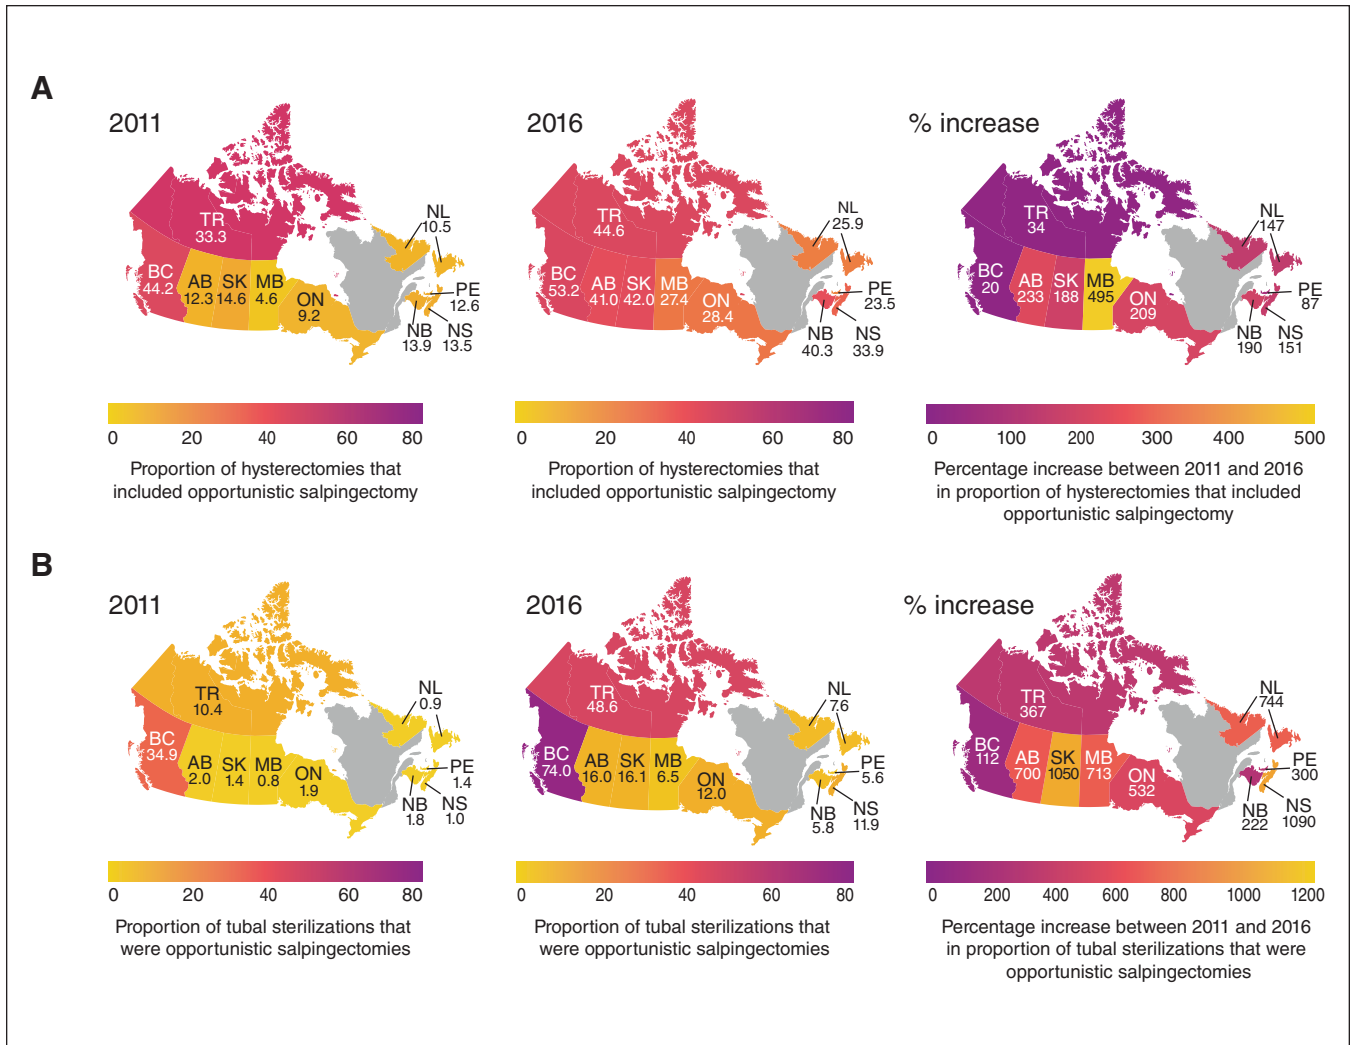 A
2011
TR
33.3
BC
44.2
AB
12.3
SK
14.6
MB
4.6
ON
9.2
NL
10.5
PE
12.6
NB
13.9
NS
13.5
0 20 40 60 80
Proportion of hysterectomies that
included opportunistic salpingectomy
2016
TR
44.6
BC
53.2
AB
41.0
SK
42.0
MB
27.4
ON
28.4
NL
25.9
PE
23.5
NB
40.3
NS
33.9
0 20 40 60 80
Proportion of hysterectomies that
included opportunistic salpingectomy
% increase
TR
34
BC
20
AB
233
SK
188
MB
495
ON
209
NL
147
PE
87
NB
190
NS
151
0 100 200 300 400 500
Percentage increase between 2011 and 2016
in proportion of hysterectomies that included
opportunistic salpingectomy
B
2011
TR
10.4
BC
34.9
AB
2.0
SK
1.4
MB
0.8
ON
1.9
NL
0.9
PE
1.4
NB
1.8
NS
1.0
0 20 40 60 80
Proportion of tubal sterilizations that
were opportunistic salpingectomies
2016
TR
48.6
BC
74.0
AB
16.0
SK
16.1
MB
6.5
ON
12.0
NL
7.6
PE
5.6
NB
5.8
NS
11.9
0 20 40 60 80
Proportion of tubal sterilizations that
were opportunistic salpingectomies
% increase
TR
367
BC
112
AB
700
SK
1050
MB
713
ON
532
NL
744
PE
300
NB
222
NS
1090
0 200 400 600 800 1000 1200
Percentage increase between 2011 and 2016
in proportion of tubal sterilizations that were
opportunistic salpingectomies